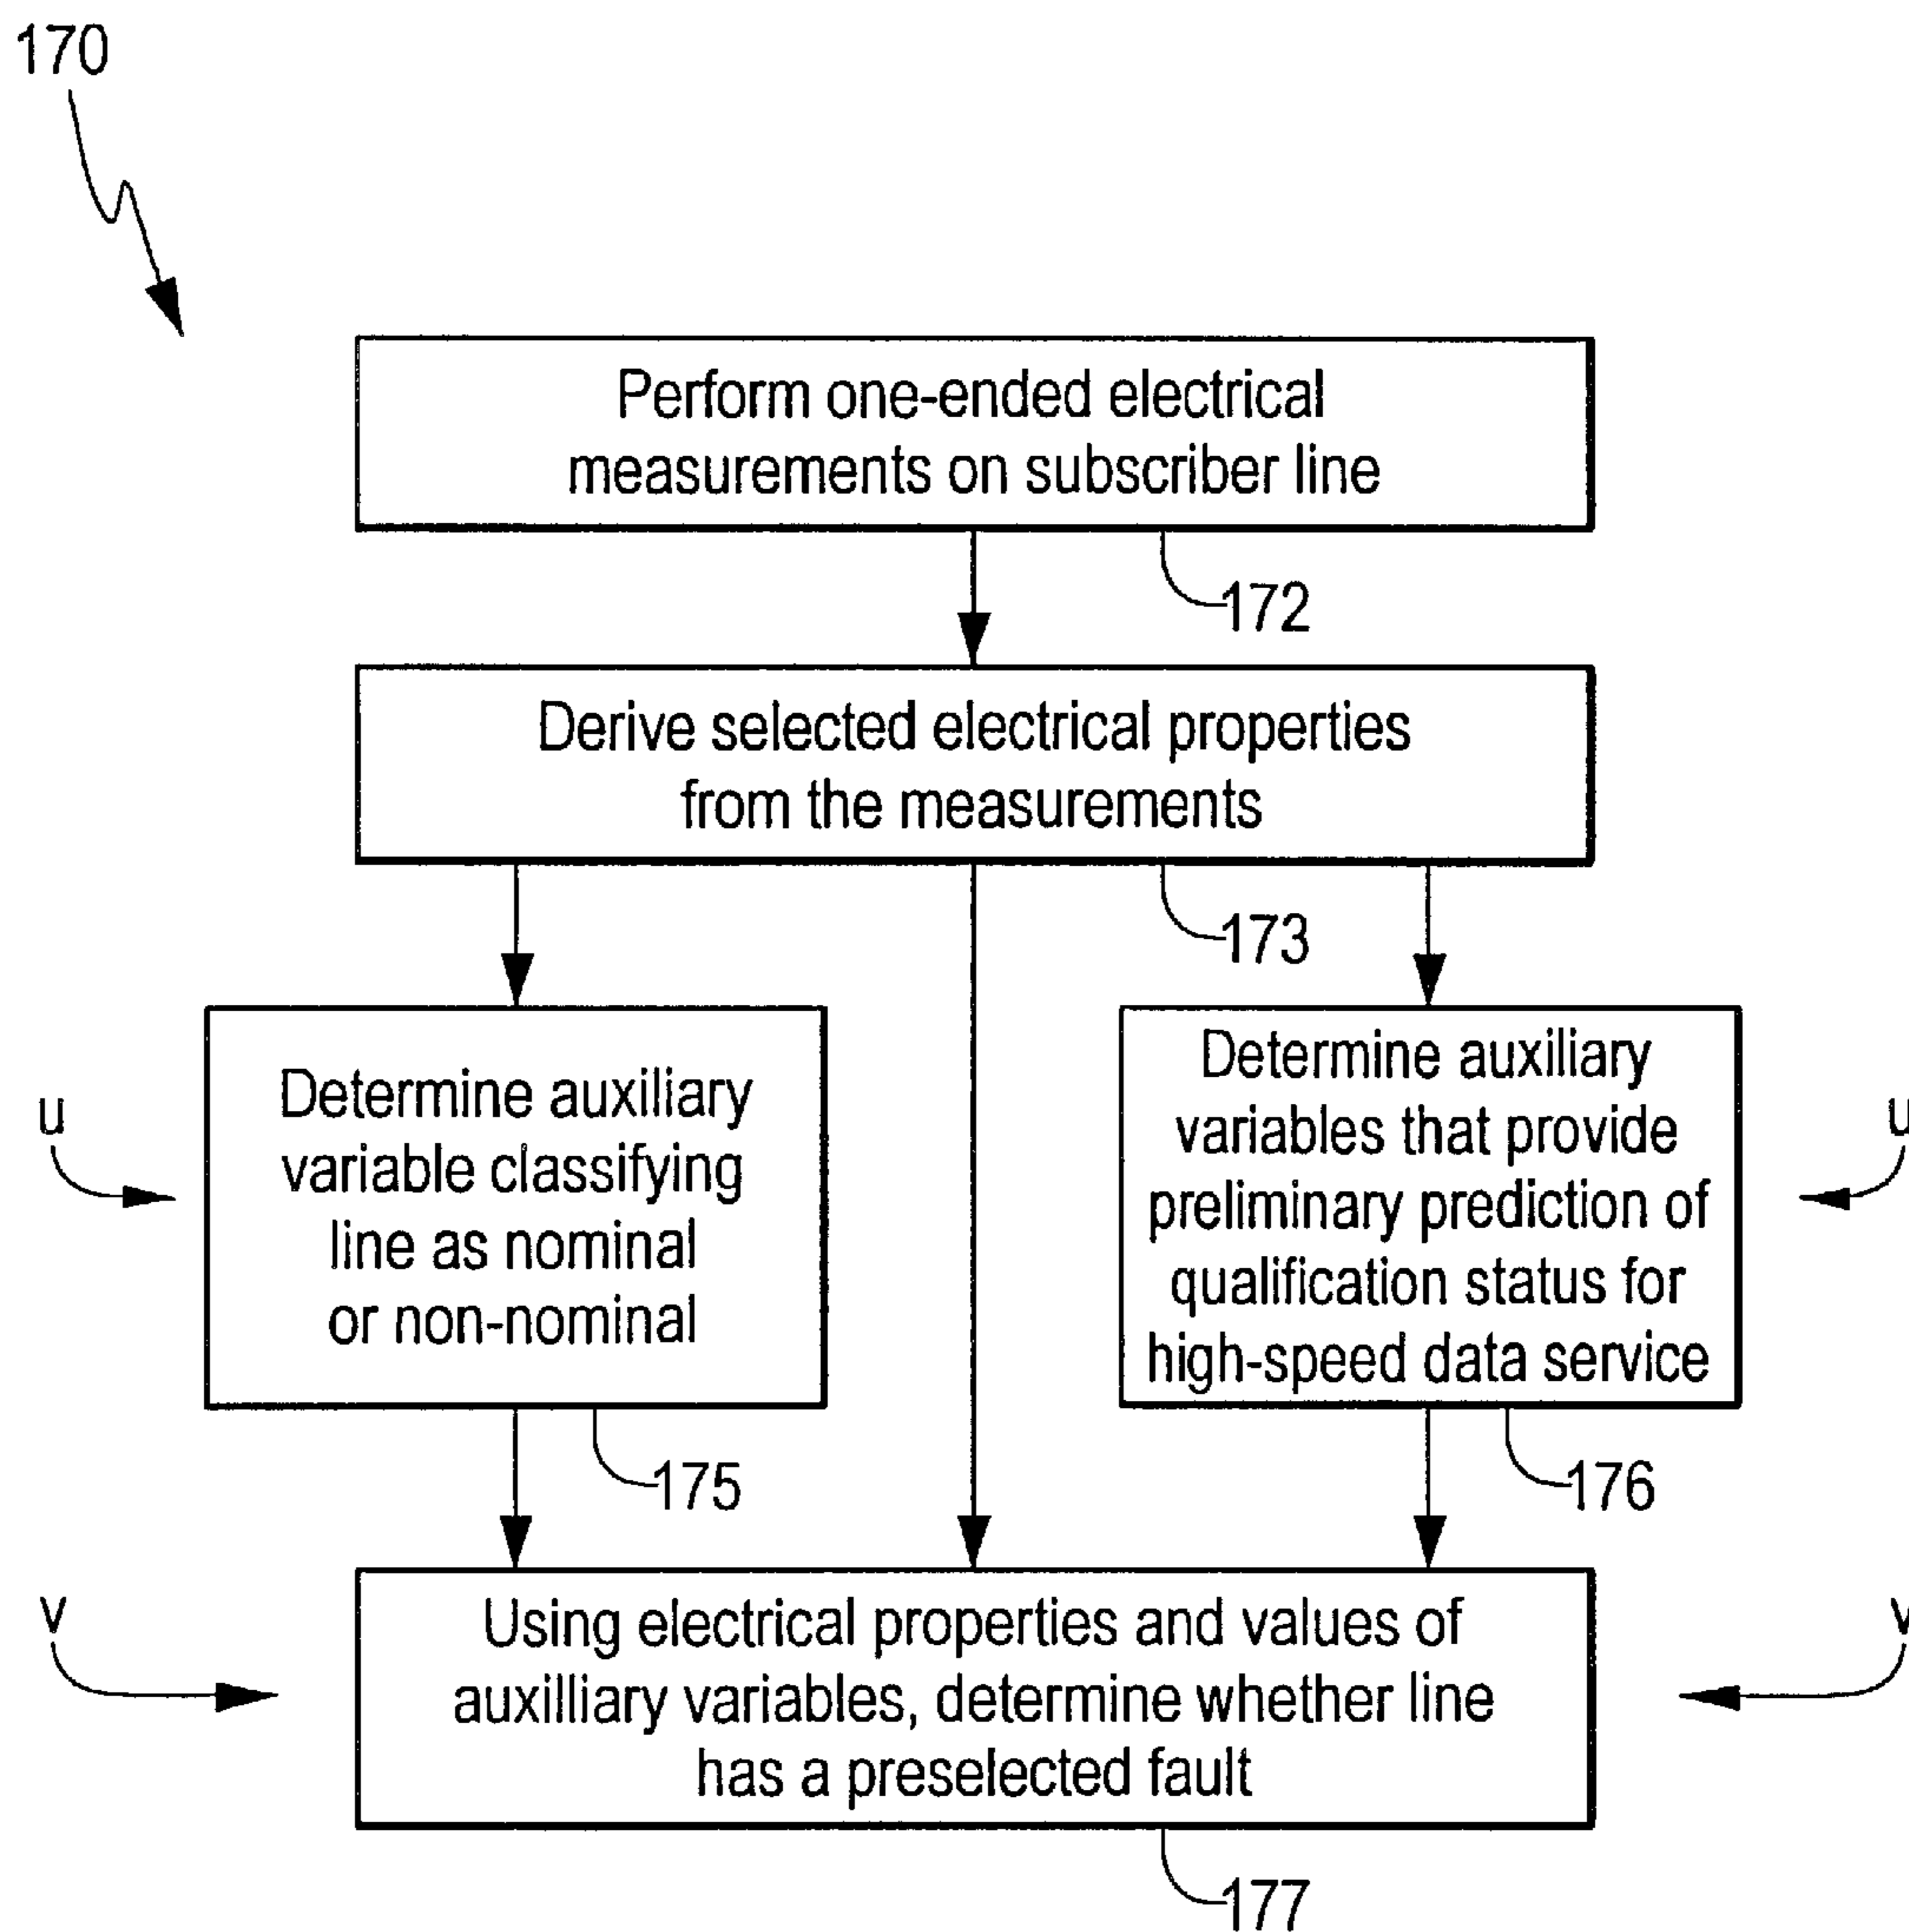 170
Perform one-ended electrical
measurements on subscriber line
172
Derive selected electrical properties
from the measurements
173
u
Determine auxiliary
variable classifying
line as nominal
or non-nominal
175
Determine auxiliary
variables that provide
preliminary prediction of
qualification status for
high-speed data service
u
176
v
Using electrical properties and values of
auxilliary variables, determine whether line
has a preselected fault
v
177